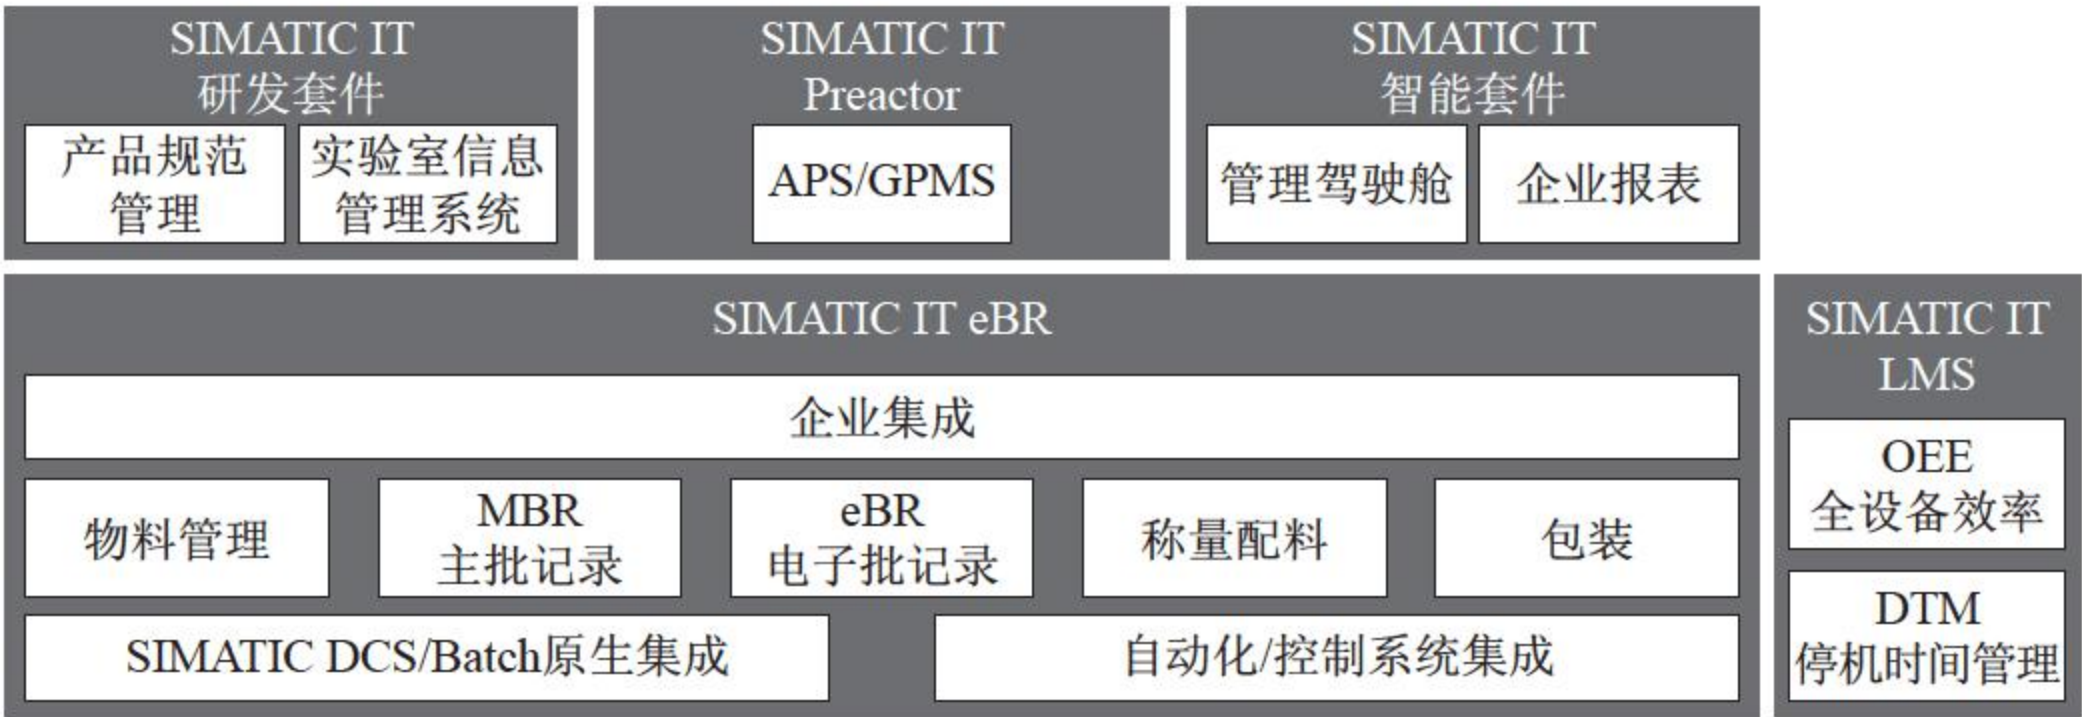 SIMATIC IT
研发套件
产品规范
管理
实验室信息
管理系统
SIMATIC IT
Preactor
APS/GPMS
SIMATIC IT
智能套件
管理驾驶舱
企业报表
SIMATIC IT eBR
企业集成
物料管理
MBR
主批记录
eBR
电子批记录
称量配料
包装
SIMATIC DCS/Batch原生集成
自动化/控制系统集成
SIMATIC IT
LMS
OEE
全设备效率
DTM
停机时间管理